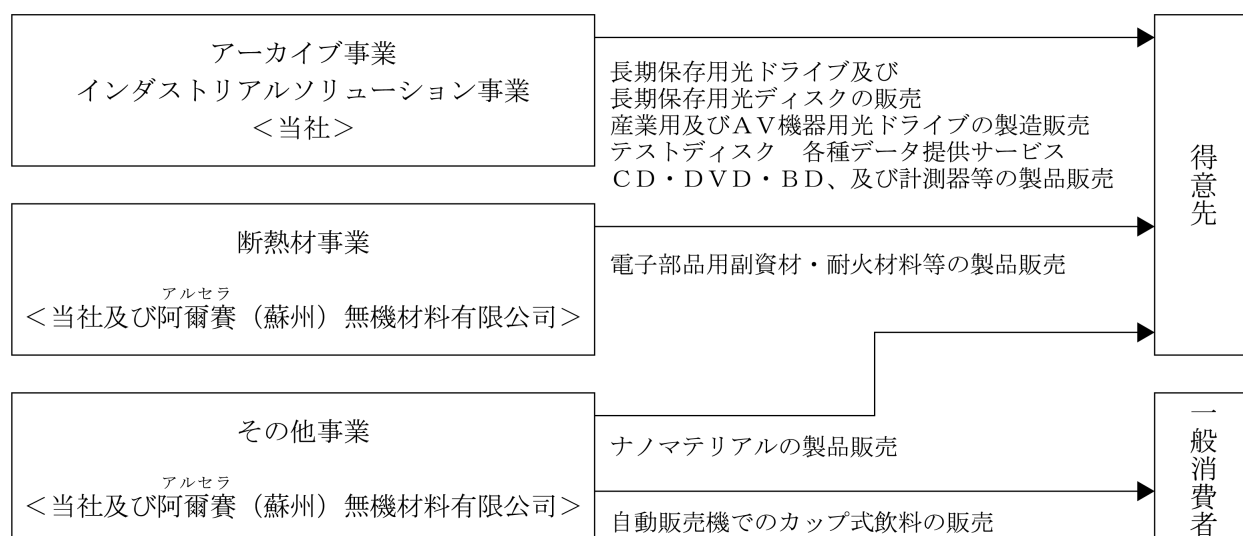 アーカイブ事業
インダストリアルソリューション事業
＜当社＞
長期保存用光ドライブ及び
長期保存用光ディスクの販売
産業用及びＡＶ機器用光ドライブの製造販売
テストディスク　各種データ提供サービス
ＣＤ・ＤＶＤ・ＢＤ、及び計測器等の製品販売
得意先
断熱材事業
アルセラ
＜当社及び阿爾賽（蘇州）無機材料有限公司＞
電子部品用副資材・耐火材料等の製品販売
その他事業
アルセラ
＜当社及び阿爾賽（蘇州）無機材料有限公司＞
ナノマテリアルの製品販売
自動販売機でのカップ式飲料の販売
一般消費者